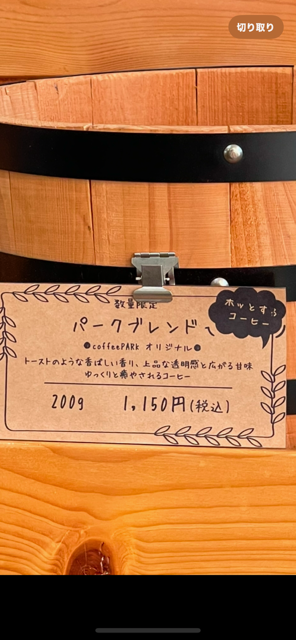 切り取り
数量限定
パークブレンド
ホッとする
コーヒー
●coffeePARK オリジナル●
トーストのような香ばしい香り、上品な透明感と広がる甘味
ゆっくりと癒やされるコーヒー
200g 1,150円(税込)